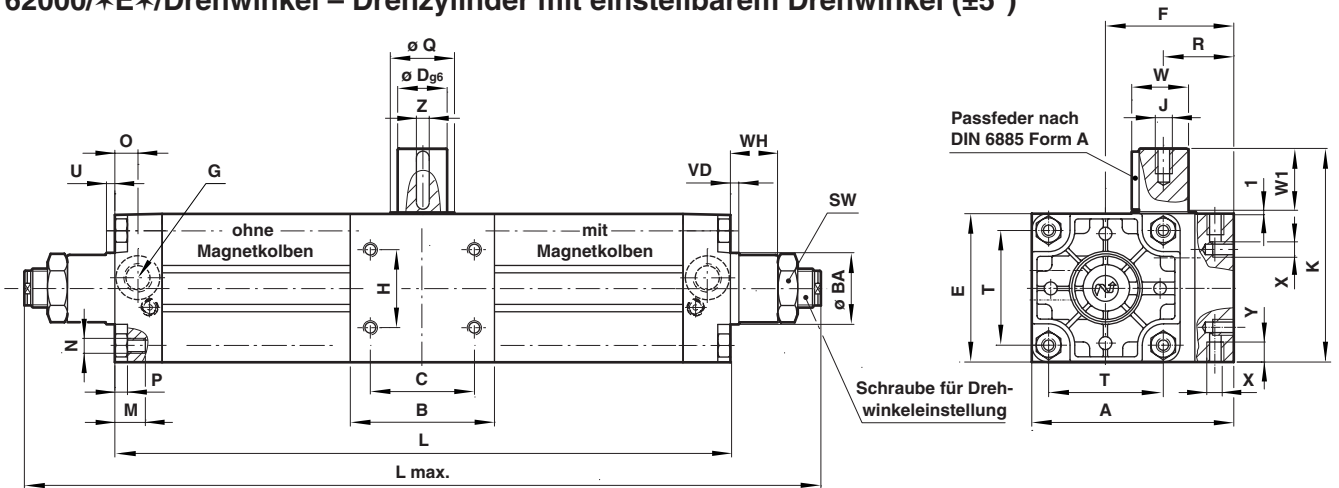 62000/✶E✶/Drehwinkel – Drehzylinder mit einstellbarem Drehwinkel (±5°)
F
R
ø Q
W
ø Dg6
J
Z
Passfeder nach
DIN 6885 Form A
O
WH
U
G
VD
1
W1
SW
ohne
Magnetkolben
mit
Magnetkolben
H
ø BA
E
T
X
K
Y
N
P
C
Schraube für Dreh-
winkeleinstellung
T
X
M
B
A
L
L max.